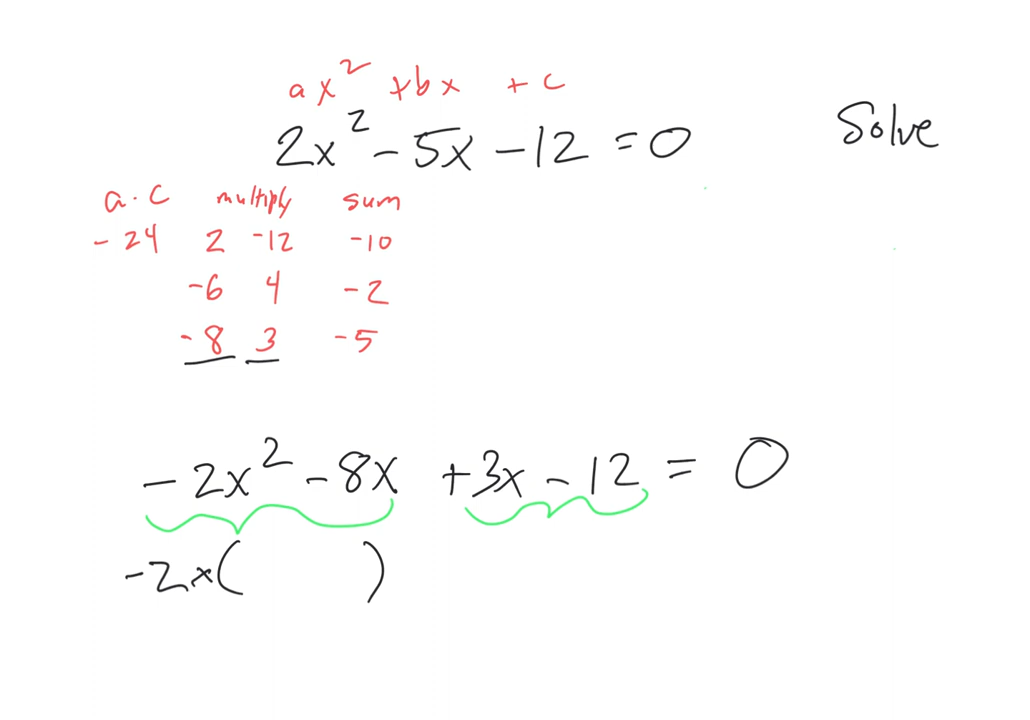 ax² +bx + c
2x² - 5x - 12 = 0 Solve
a · c multiply sum
- 24 2 -12 -10
-6 4 -2
-8 3 -5
- 2x² - 8x + 3x - 12 = 0
-2x( )